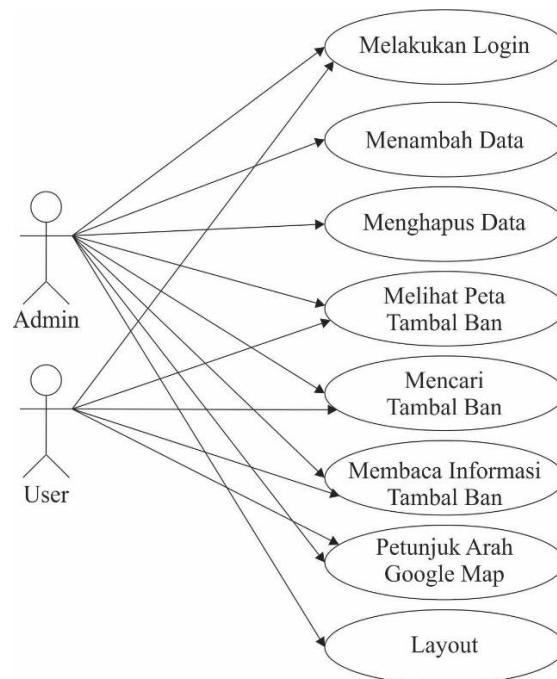 Melakukan Login
Menambah Data
Menghapus Data
Admin
Melihat Peta
Tambal Ban
Mencari
Tambal Ban
User
Membaca Informasi
Tambal Ban
Petunjuk Arah
Google Map
Layout